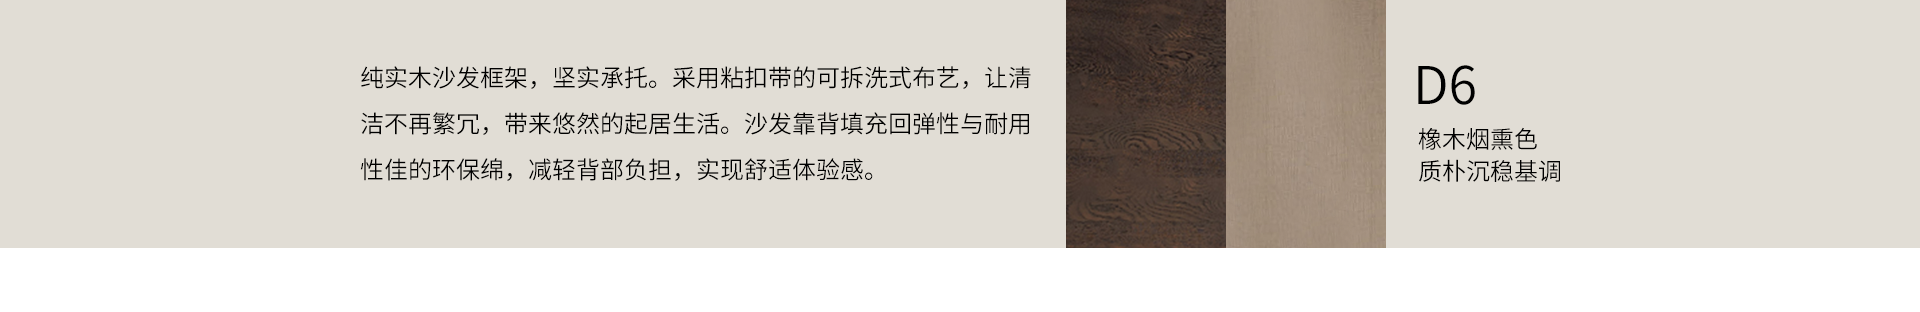 纯实木沙发框架，坚实承托。采用粘扣带的可拆洗式布艺，让清
洁不再繁冗，带来悠然的起居生活。沙发靠背填充回弹性与耐用
性佳的环保绵，减轻背部负担，实现舒适体验感。
D6
橡木烟熏色
质朴沉稳基调